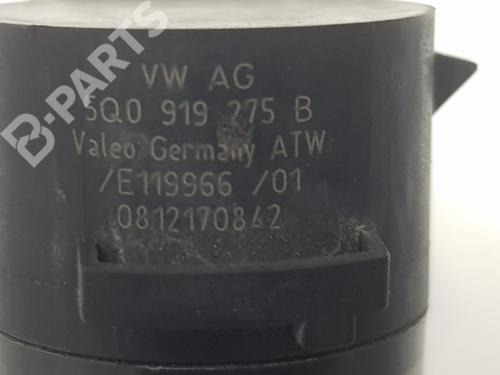 B-PARTS
VW AG
5Q0 919 275 B
Valeo Germany ATW
/E119966 /01
0812170842